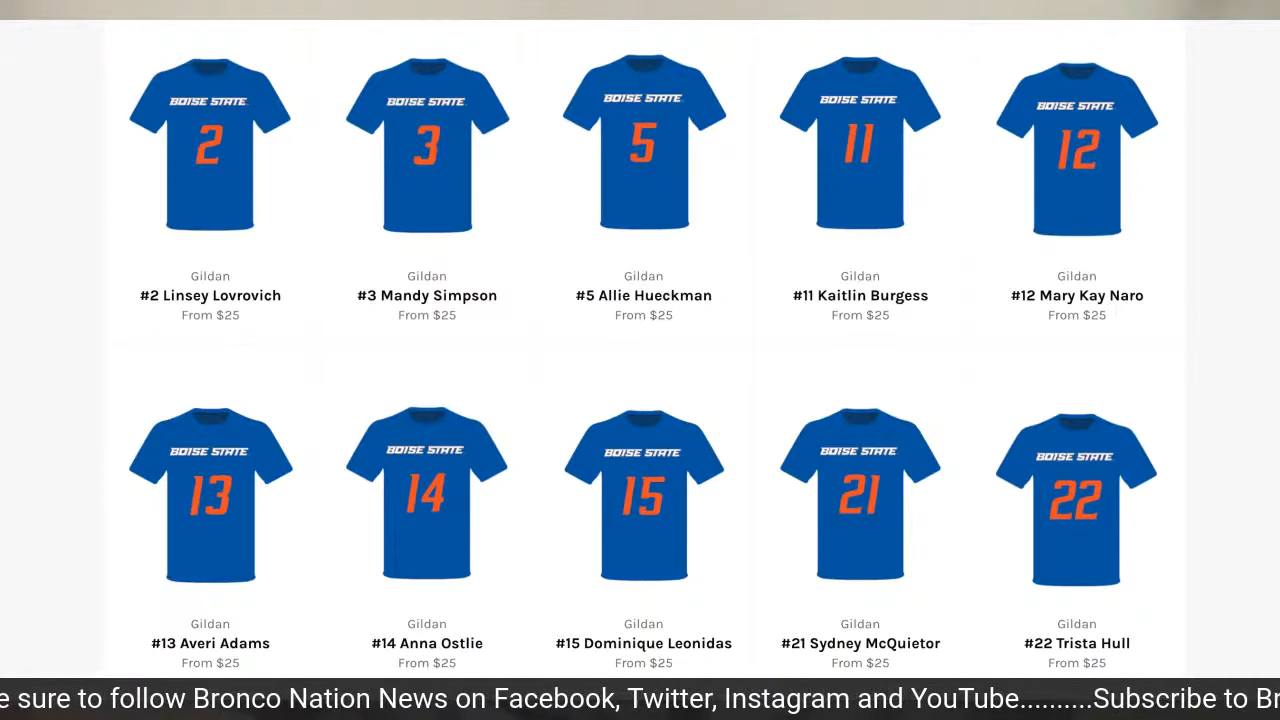 BOISE STATE
2
BOISE STATE
3
BOISE STATE
5
BOISE STATE
11
BOISE STATE
12
Gildan
#2 Linsey Lovrovich
From $25
Gildan
#3 Mandy Simpson
From $25
Gildan
#5 Allie Hueckman
From $25
Gildan
#11 Kaitlin Burgess
From $25
Gildan
#12 Mary Kay Naro
From $25
BOISE STATE
13
BOISE STATE
14
BOISE STATE
15
BOISE STATE
21
BOISE STATE
22
Gildan
#13 Averi Adams
From $25
Gildan
#14 Anna Ostlie
From $25
Gildan
#15 Dominique Leonidas
From $25
Gildan
#21 Sydney McQuietor
From $25
Gildan
#22 Trista Hull
From $25
e sure to follow Bronco Nation News on Facebook, Twitter, Instagram and YouTube..........Subscribe to Br